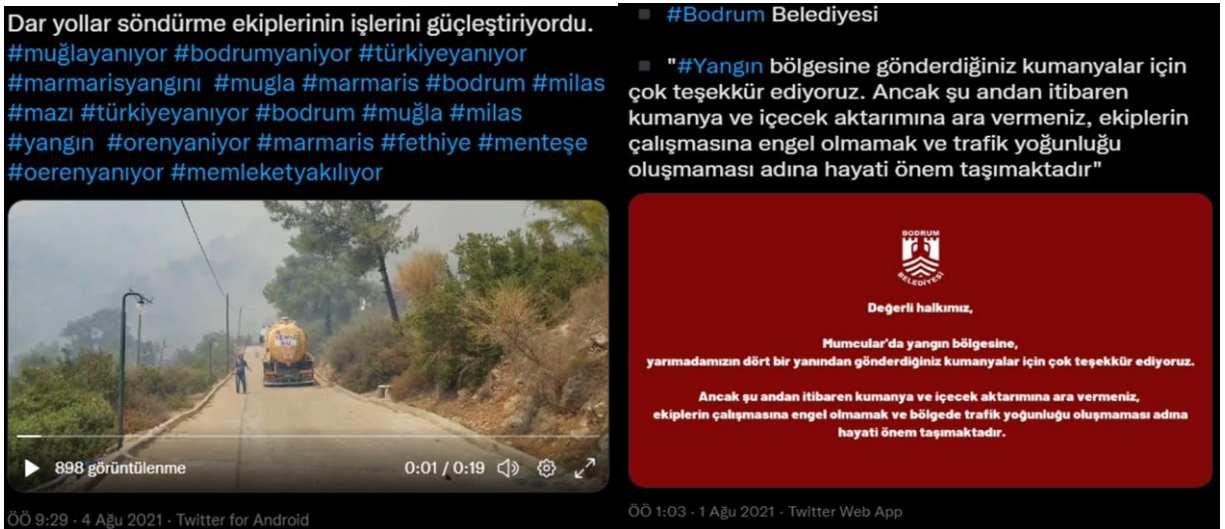 Dar yollar söndürme ekiplerinin işlerini güçleştiriyordu.
#muğlayanıyor #bodrumyaniyor #türkiyeyanıyor
#marmarisyangını #mugla #marmaris #bodrum #milas
#mazı #türkiyeyanıyor #bodrum #muğla #milas
#yangın #orenyaniyor #marmaris #fethiye #menteşe
#oerenyanıyor #memleketyakılıyor
TEMİZ
SU
898 görüntülenme
0:01 / 0:19
ÖÖ 9:29 · 4 Ağu 2021 · Twitter for Android
#Bodrum Belediyesi
"#Yangın bölgesine gönderdiğiniz kumanyalar için
çok teşekkür ediyoruz. Ancak şu andan itibaren
kumanya ve içecek aktarımına ara vermeniz, ekiplerin
çalışmasına engel olmamak ve trafik yoğunluğu
oluşmaması adına hayati önem taşımaktadır"
BODRUM
BELEDİYESİ
Değerli halkımız,
Mumcular'da yangın bölgesine,
yarımadamızın dört bir yanından gönderdiğiniz kumanyalar için çok teşekkür ediyoruz.
Ancak şu andan itibaren kumanya ve içecek aktarımına ara vermeniz,
ekiplerin çalışmasına engel olmamak ve bölgede trafik yoğunluğu oluşmaması adına
hayati önem taşımaktadır.
ÖÖ 1:03 · 1 Ağu 2021 · Twitter Web App